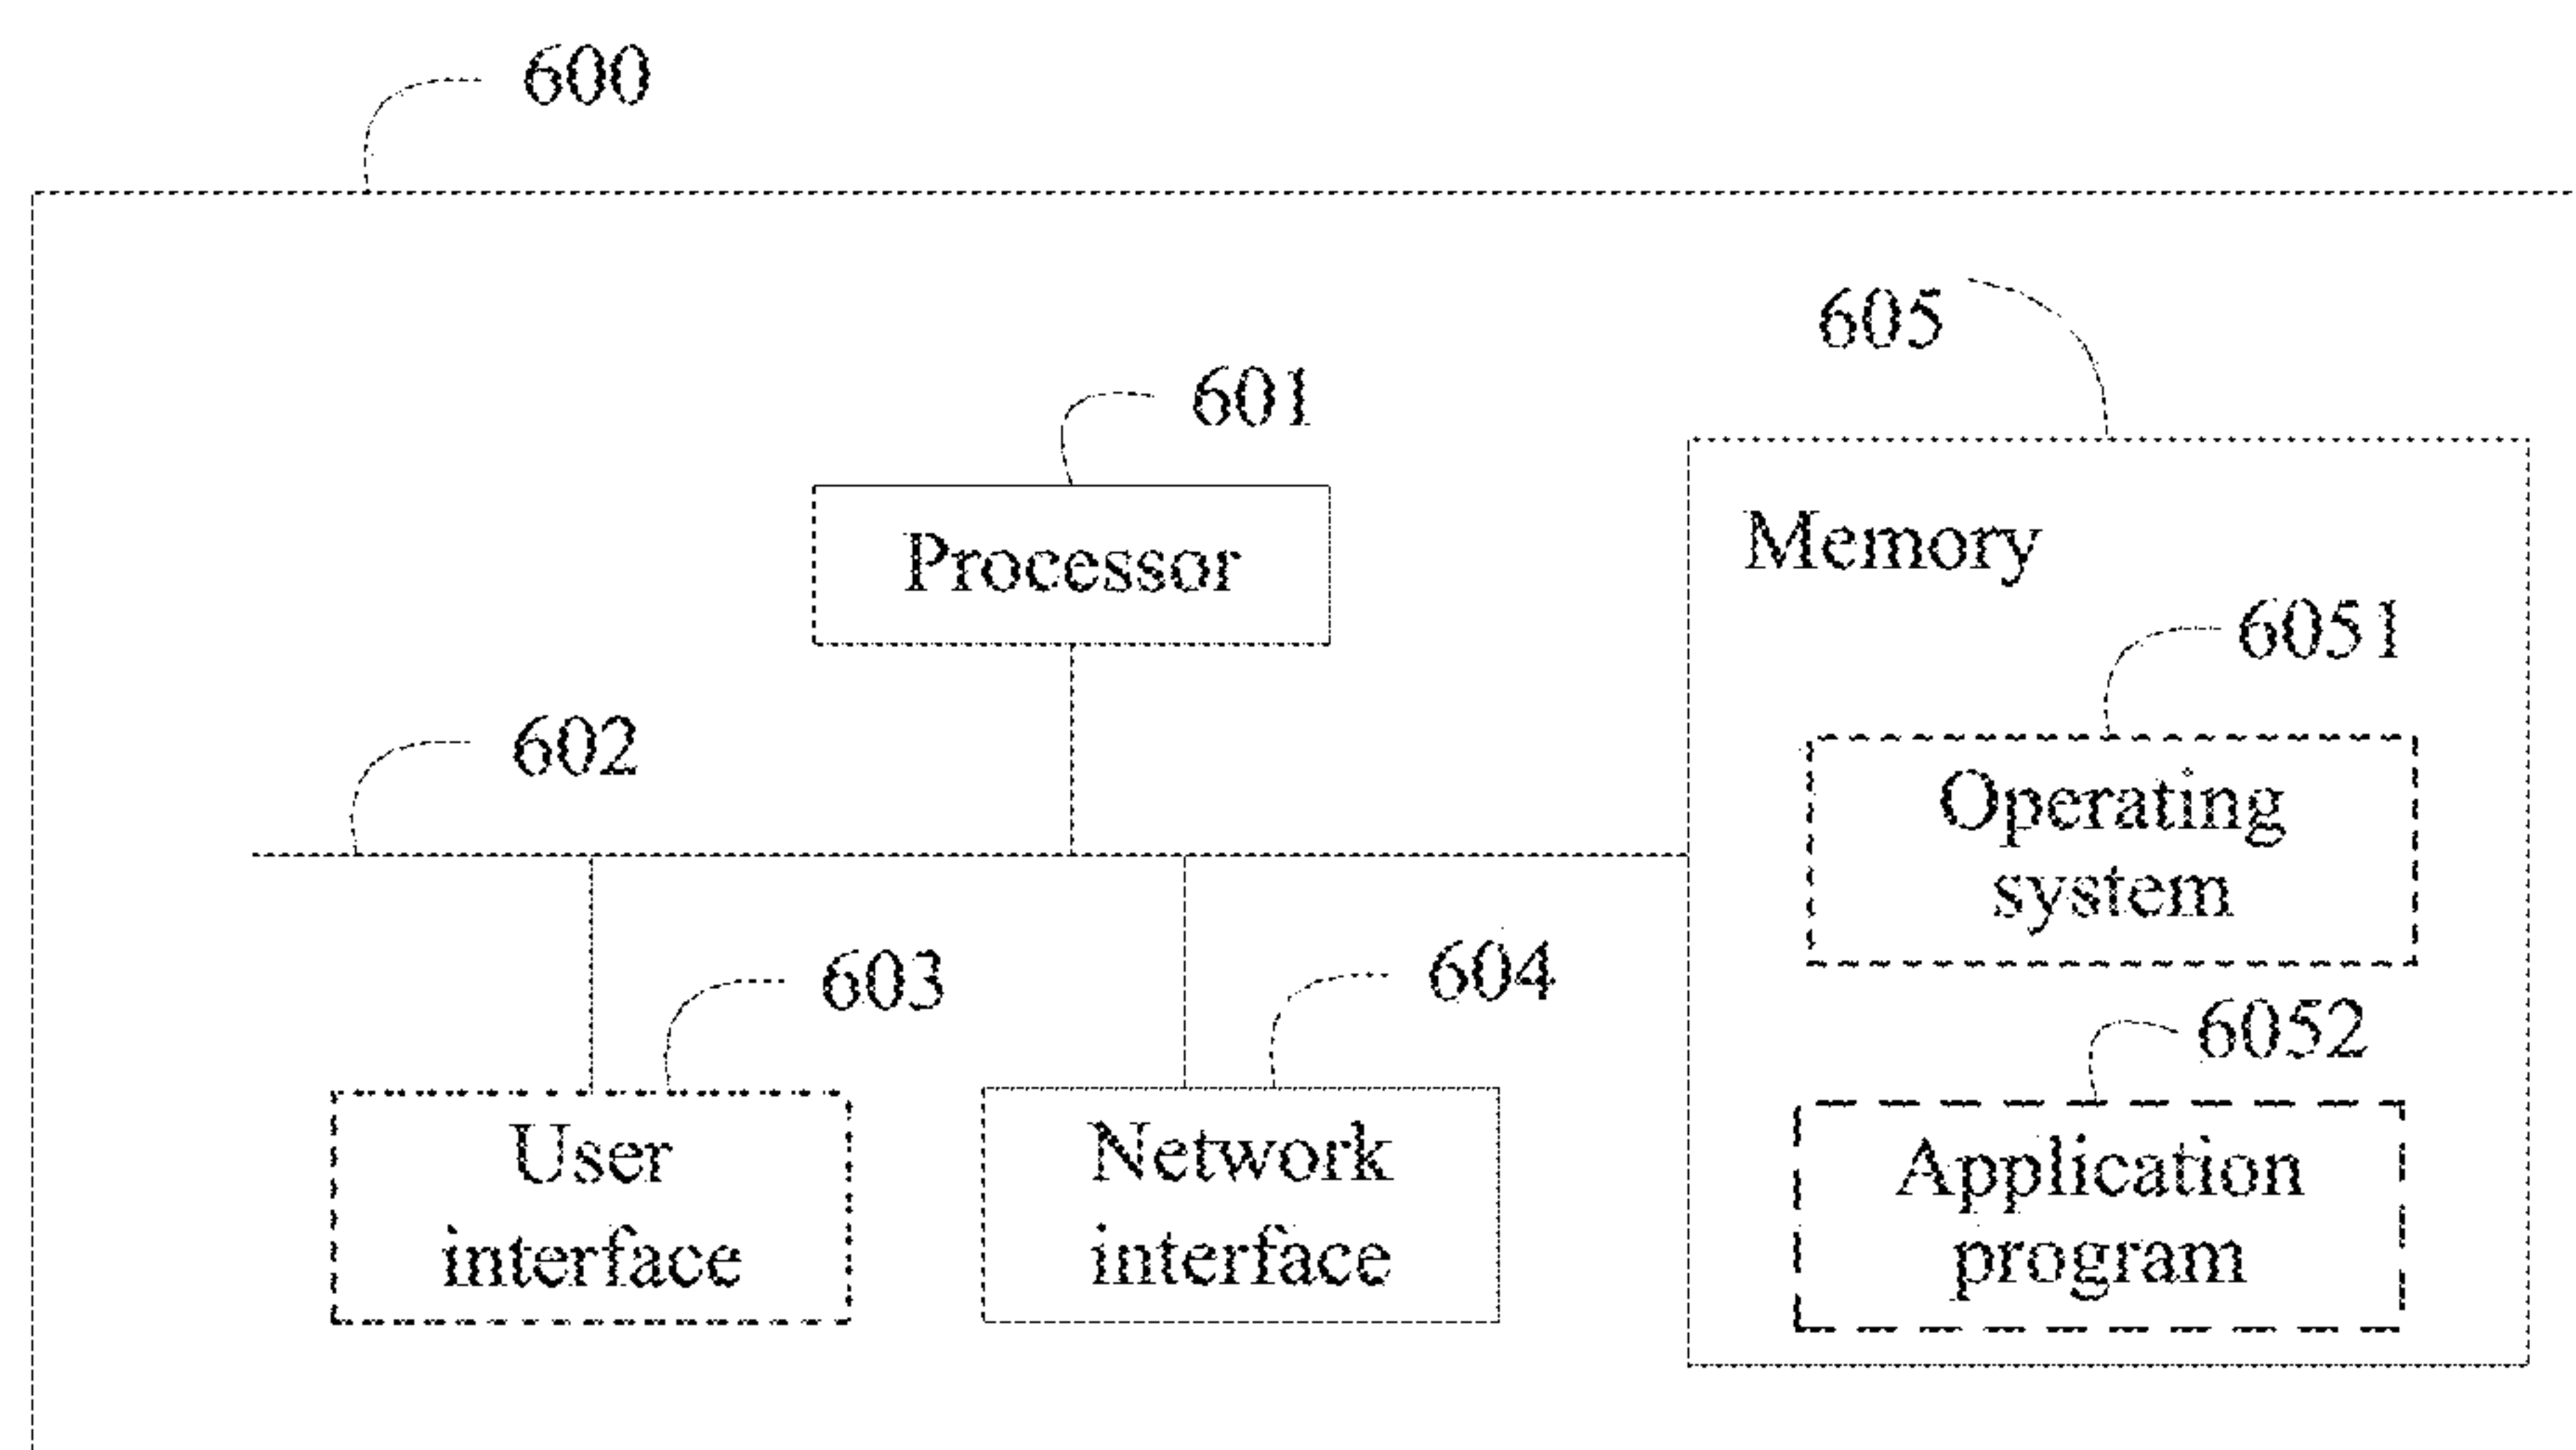 600
605
601
Processor
Memory
6051
602
Operating
system
603
604
6052
User
interface
Network
interface
Application
program